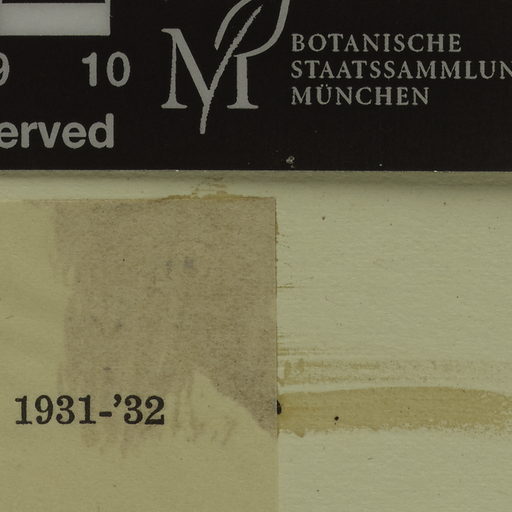 9 10
erved
BOTANISCHE
STAATSSAMMLUN
MÜNCHEN
1931-'32